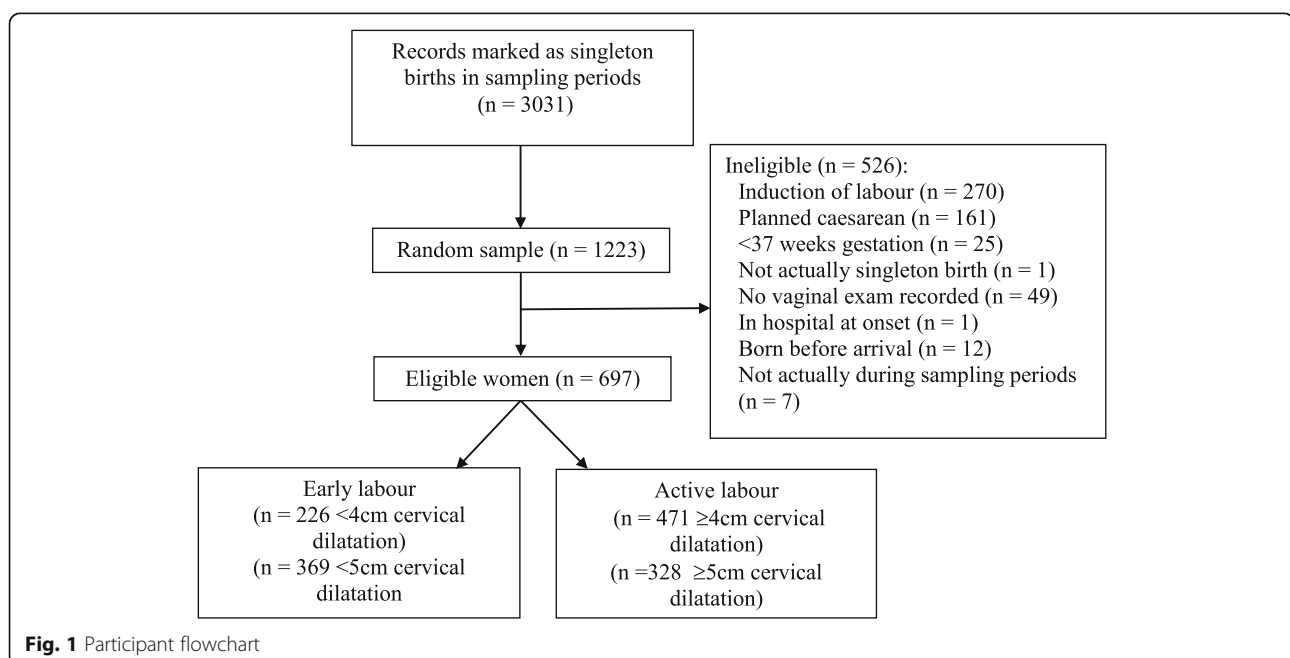 Records marked as singleton
births in sampling periods
(n = 3031)
Random sample (n = 1223)
Ineligible (n = 526):
Induction of labour (n = 270)
Planned caesarean (n = 161)
<37 weeks gestation (n = 25)
Not actually singleton birth (n = 1)
No vaginal exam recorded (n = 49)
In hospital at onset (n = 1)
Born before arrival (n = 12)
Not actually during sampling periods
(n = 7)
Eligible women (n = 697)
Early labour
(n = 226 <4cm cervical
dilatation)
(n = 369 <5cm cervical
dilatation
Active labour
(n = 471 ≥4cm cervical
dilatation)
(n =328 ≥5cm cervical
dilatation)
Fig. 1 Participant flowchart